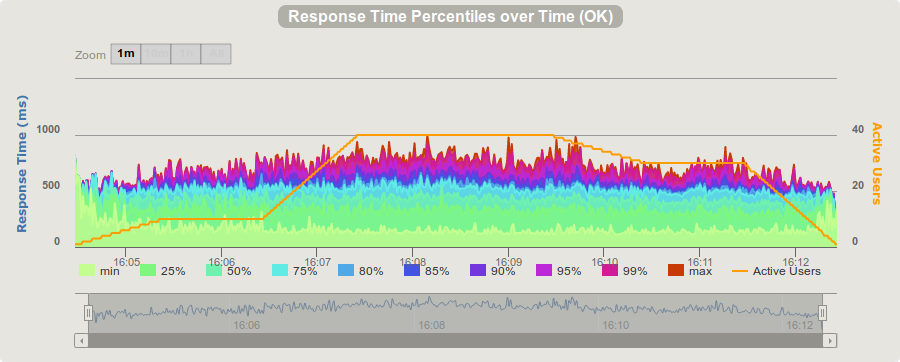 Response Time Percentiles over Time (OK)
Zoom 1m 10m 1h All
Response Time (ms)
1000
500
0
Active Users
40
20
0
16:05 16:06 16:07 16:08 16:09 16:10 16:11 16:12
min 25% 50% 75% 80% 85% 90% 95% 99% max Active Users
16:06 16:08 16:10 16:12